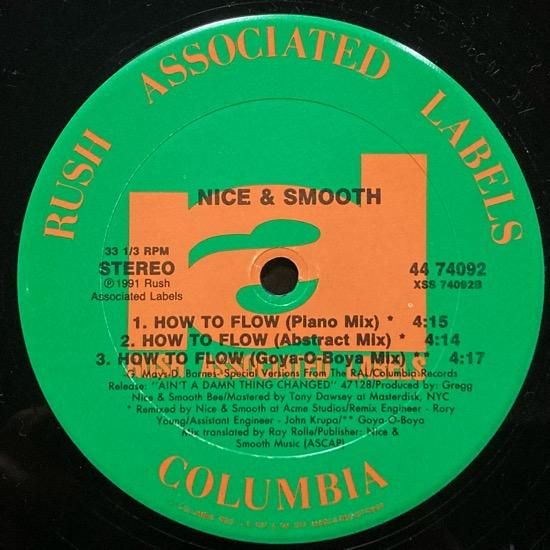 RUSH ASSOCIATED LABELS
NICE & SMOOTH
33 1/3 RPM
STEREO
℗1991 Rush
Associated Labels
44 74092
XSS 74092B
1. HOW TO FLOW (Piano Mix) * 4:15
2. HOW TO FLOW (Abstract Mix) * 4:14
3. HOW TO FLOW (Goya-O-Boya Mix) ** 4:17
G. Mays-D. Barnes-Special Versions From The RAL/Columbia Records
Release: "AIN'T A DAMN THING CHANGED" 47128/Produced by: Gregg
Nice & Smooth Bee/Mastered by Tony Dawsey at Masterdisk, NYC
* Remixed by Nice & Smooth at Acme Studios/Remix Engineer - Rory
Young/Assistant Engineer - John Krupa/** Goya-O-Boya
Mix translated by Ray Rolle/Publisher: Nice &
Smooth Music (ASCAP)
COLUMBIA